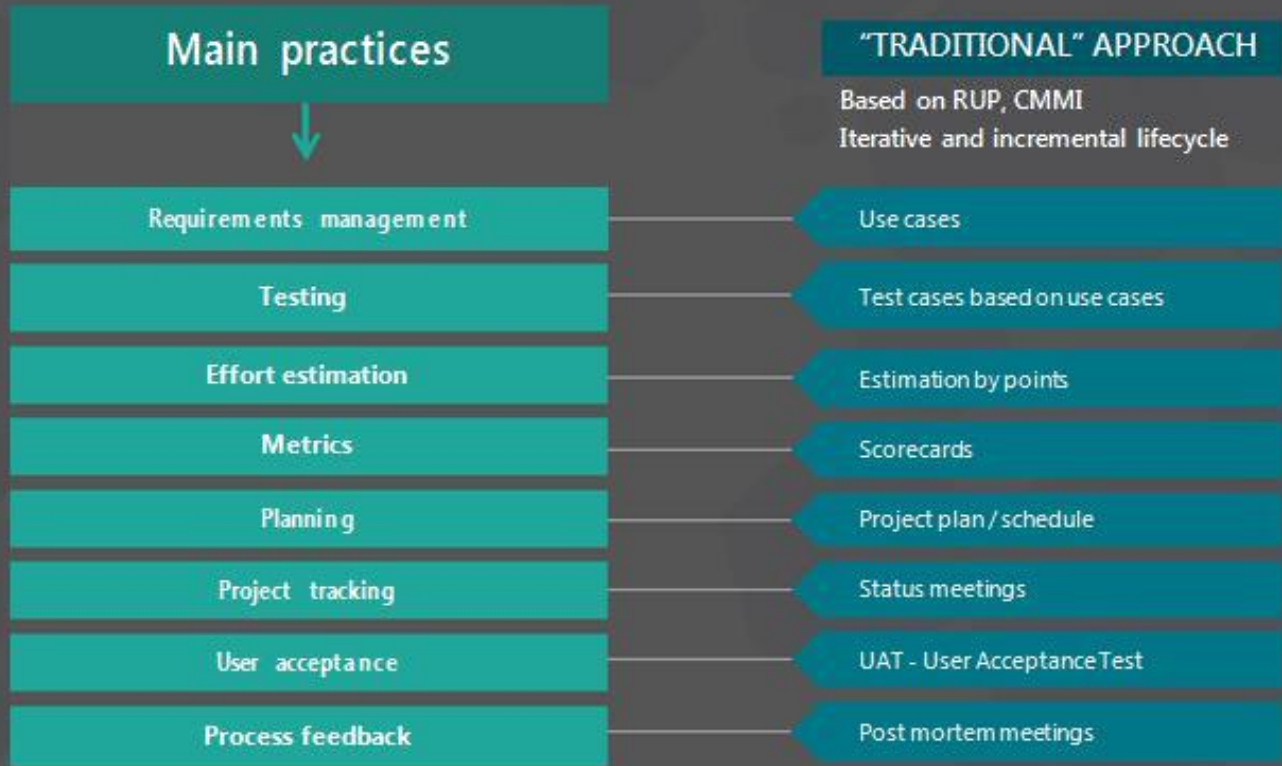 Main practices
"TRADITIONAL" APPROACH
Based on RUP, CMMI
Iterative and incremental lifecycle
Requirements management
Use cases
Testing
Test cases based on use cases
Effort estimation
Estimation by points
Metrics
Scorecards
Planning
Project plan / schedule
Project tracking
Status meetings
User acceptance
UAT - User Acceptance Test
Process feedback
Post mortem meetings